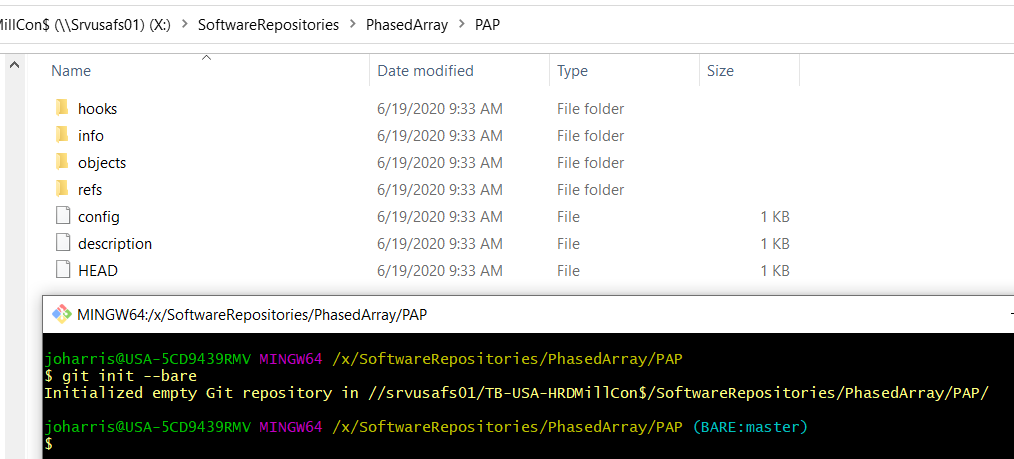 MillCon$ (\\Srvusafs01) (X:) > SoftwareRepositories > PhasedArray > PAP
Name Date modified Type Size
hooks 6/19/2020 9:33 AM File folder
info 6/19/2020 9:33 AM File folder
objects 6/19/2020 9:33 AM File folder
refs 6/19/2020 9:33 AM File folder
config 6/19/2020 9:33 AM File 1 KB
description 6/19/2020 9:33 AM File 1 KB
HEAD 6/19/2020 9:33 AM File 1 KB
MINGW64:/x/SoftwareRepositories/PhasedArray/PAP
joharris@USA-5CD9439RMV MINGW64 /x/SoftwareRepositories/PhasedArray/PAP
$ git init --bare
Initialized empty Git repository in //srvusafs01/TB-USA-HRDMillCon$/SoftwareRepositories/PhasedArray/PAP/
joharris@USA-5CD9439RMV MINGW64 /x/SoftwareRepositories/PhasedArray/PAP (BARE:master)
$